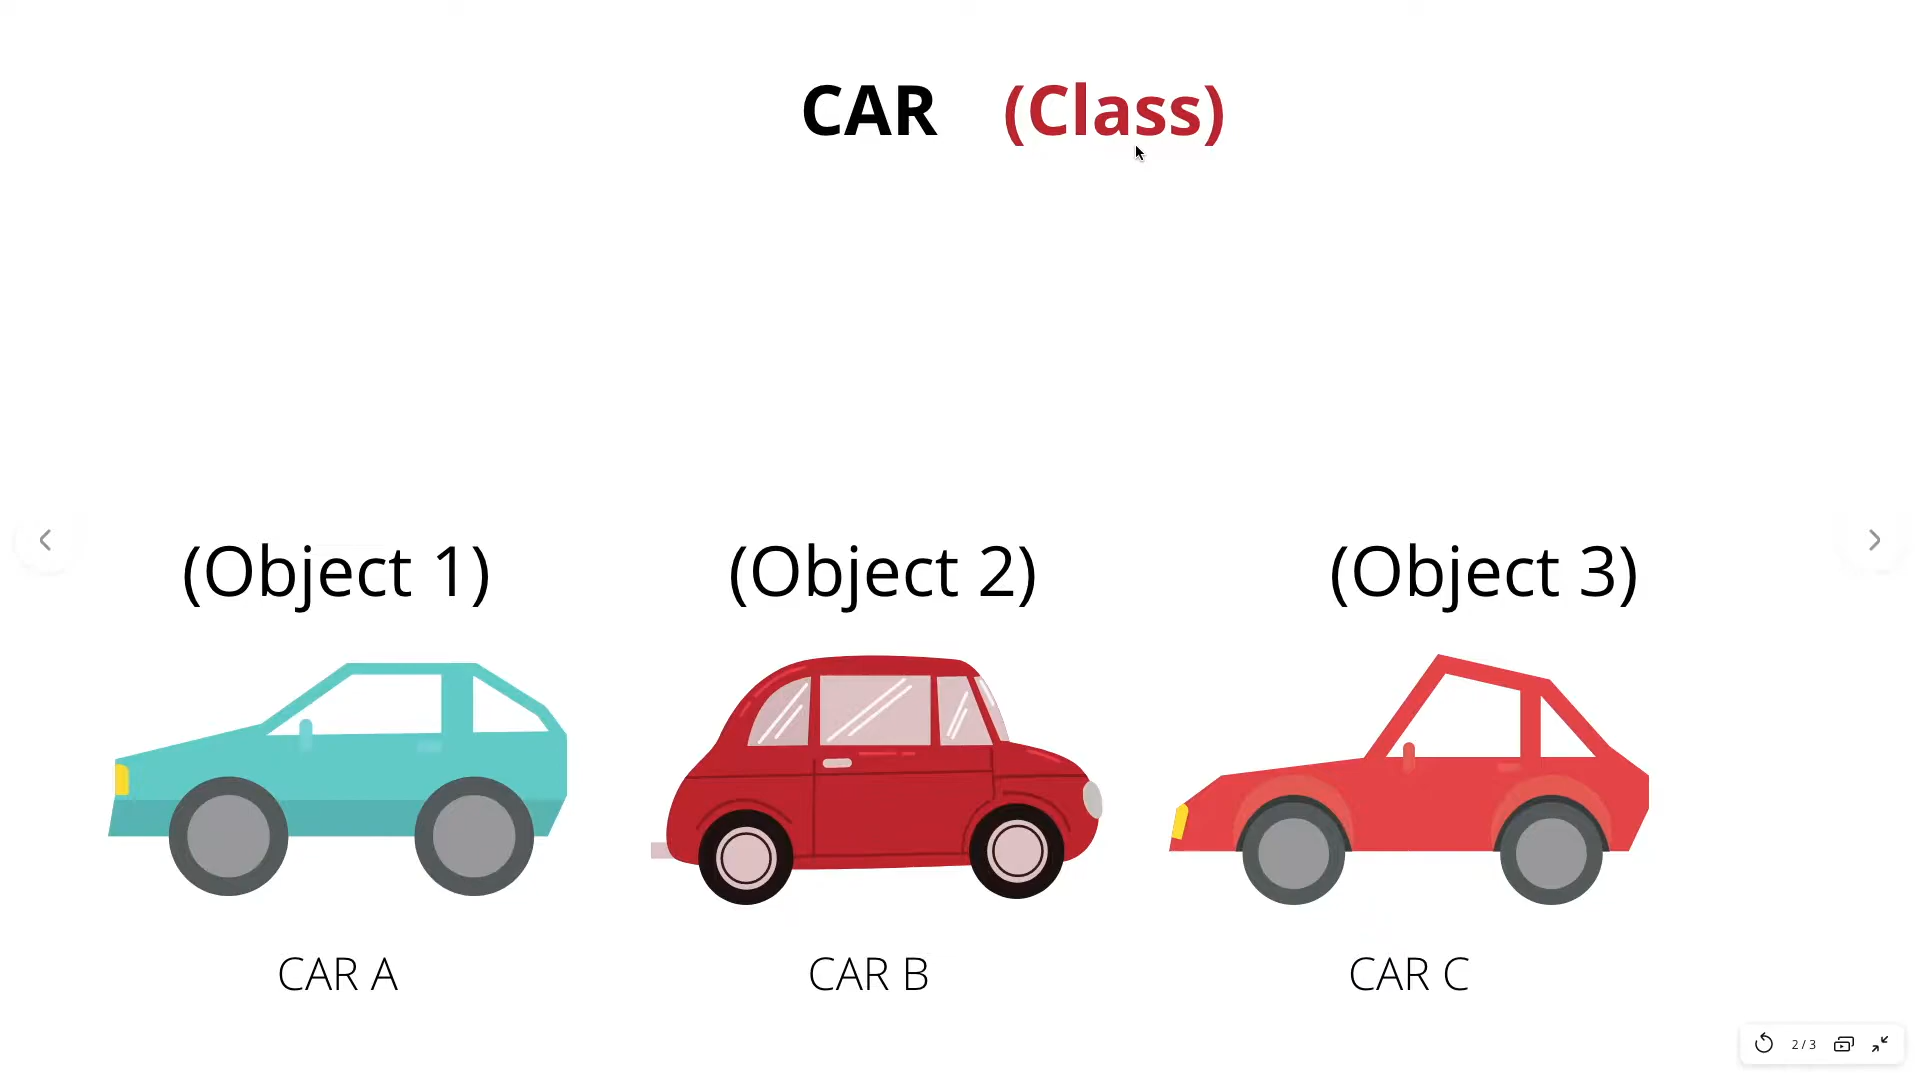 CAR (Class)
(Object 1) (Object 2) (Object 3)
CAR A CAR B CAR C
2 / 3